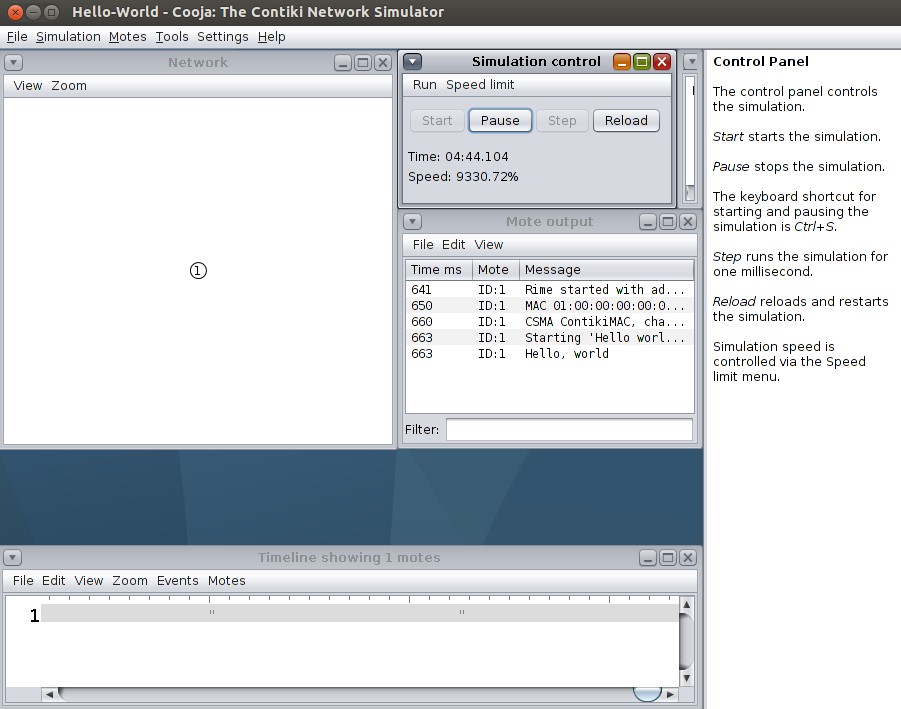 Hello-World - Cooja: The Contiki Network Simulator
File Simulation Motes Tools Settings Help
Network
View Zoom
1
Simulation control
Run Speed limit
Start Pause Step Reload
Time: 04:44.104
Speed: 9330.72%
Mote output
File Edit View
Time ms Mote Message
641 ID:1 Rime started with ad...
650 ID:1 MAC 01:00:00:00:00:0...
660 ID:1 CSMA ContikiMAC, cha...
663 ID:1 Starting 'Hello worl...
663 ID:1 Hello, world
Filter:
Control Panel
The control panel controls
the simulation.
Start starts the simulation.
Pause stops the simulation.
The keyboard shortcut for
starting and pausing the
simulation is Ctrl+S.
Step runs the simulation for
one millisecond.
Reload reloads and restarts
the simulation.
Simulation speed is
controlled via the Speed
limit menu.
Timeline showing 1 motes
File Edit View Zoom Events Motes
1